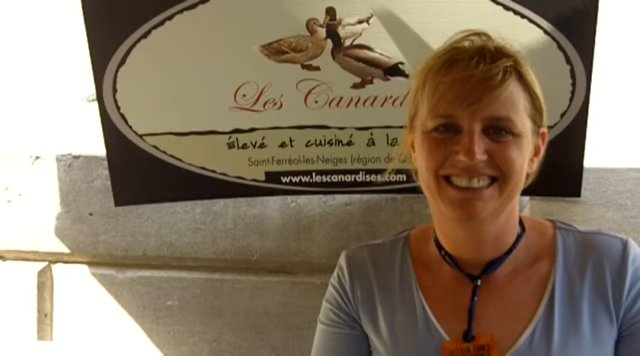 Les Canard
élevé et cuisiné à la
Saint-Ferréol-les-Neiges (région de
www.lescanardises.com